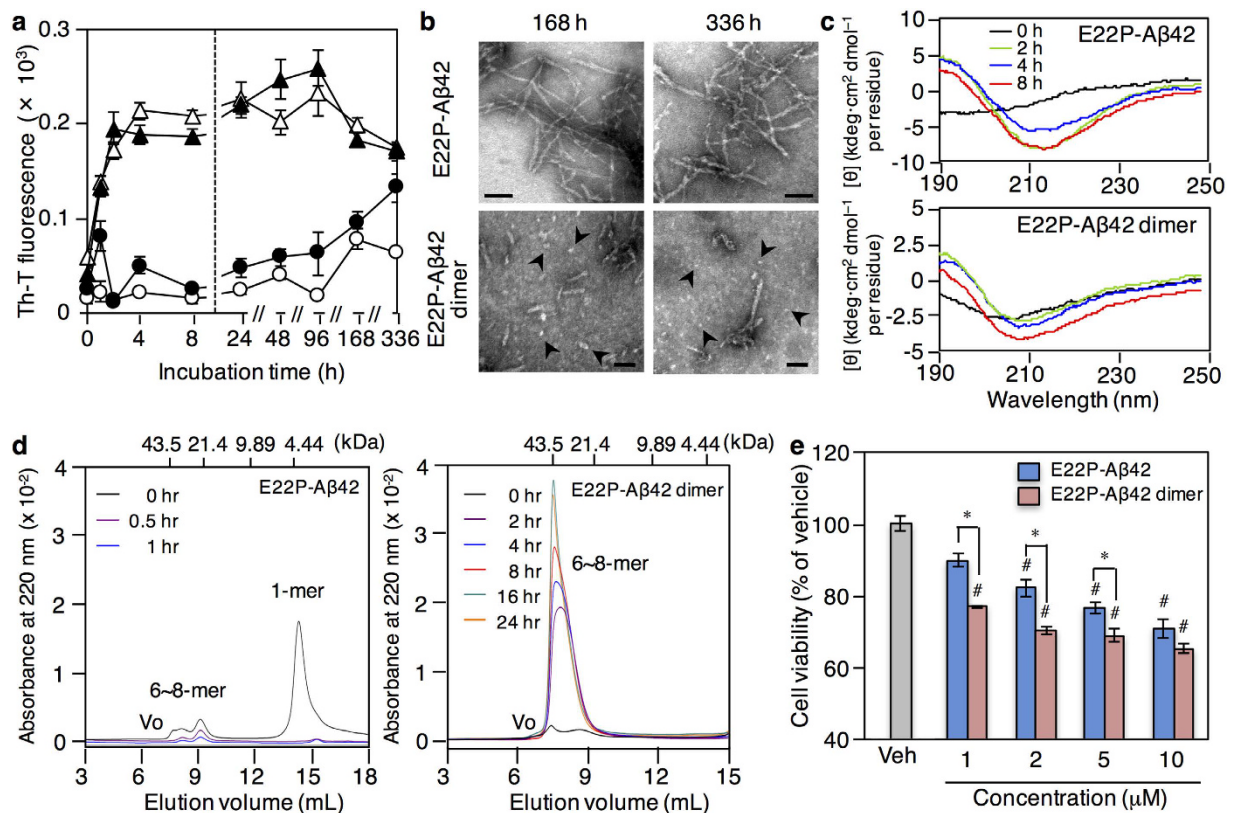 a
0.3
0.2
0.1
0
Th-T fluorescence (× 10³)
0 4 8 24 48 96 168 336
Incubation time (h)
b
168 h 336 h
E22P-Aβ42
E22P-Aβ42
dimer
c
10
5
0
-5
-10
[θ] (kdeg·cm² dmol⁻¹
per residue)
0 h
2 h
4 h
8 h
E22P-Aβ42
190 210 230 250
5
2.5
0
-2.5
-5
[θ] (kdeg·cm² dmol⁻¹
per residue)
E22P-Aβ42 dimer
190 210 230 250
Wavelength (nm)
d
43.5 21.4 9.89 4.44 (kDa)
4
3
2
1
0
Absorbance at 220 nm (x 10⁻²)
0 hr
0.5 hr
1 hr
E22P-Aβ42
1-mer
6~8-mer
Vo
3 6 9 12 15 18
Elution volume (mL)
43.5 21.4 9.89 4.44 (kDa)
4
3
2
1
0
Absorbance at 220 nm (x 10⁻²)
0 hr
2 hr
4 hr
8 hr
16 hr
24 hr
E22P-Aβ42 dimer
6~8-mer
Vo
3 6 9 12 15
Elution volume (mL)
e
120
100
80
60
40
Cell viability (% of vehicle)
E22P-Aβ42
E22P-Aβ42 dimer
* * *
# # # # # # #
Veh 1 2 5 10
Concentration (μM)